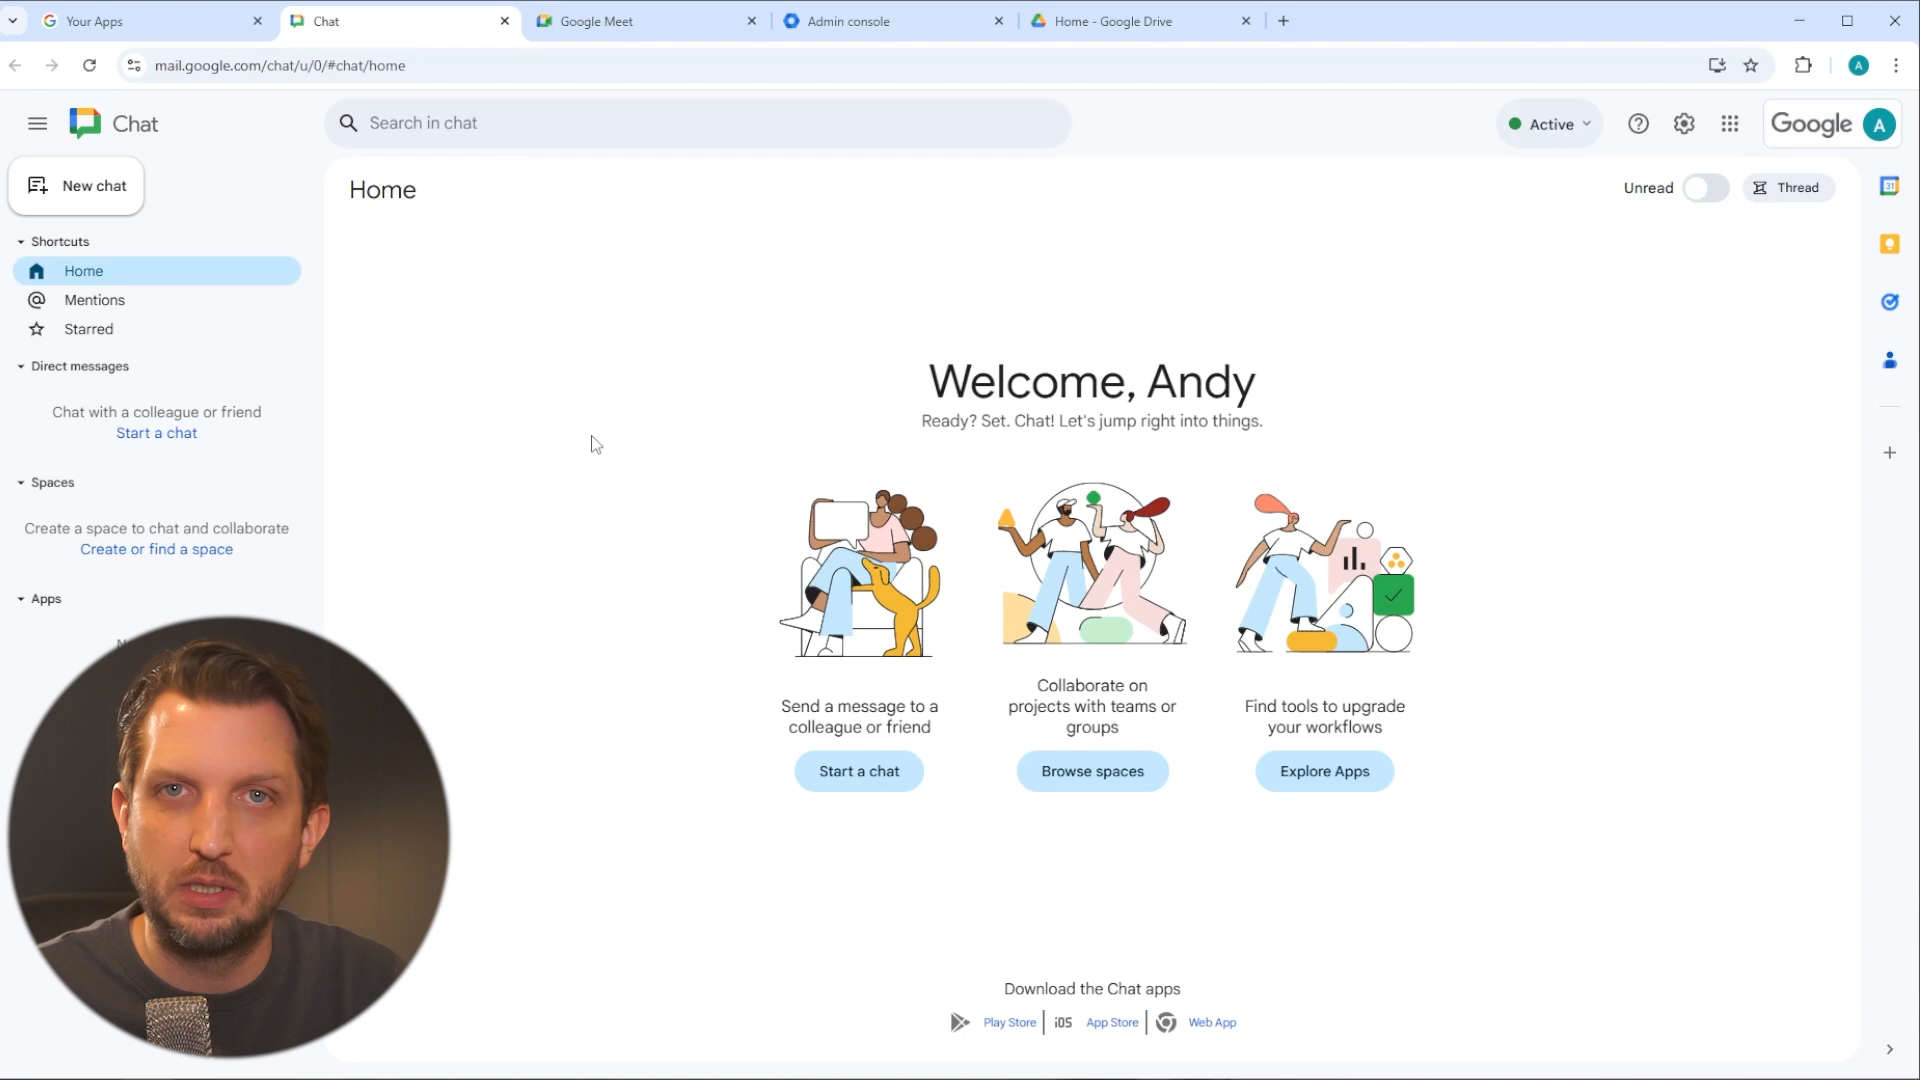 Your Apps
Chat
Google Meet
Admin console
Home - Google Drive
mail.google.com/chat/u/0/#chat/home
A
Chat
Search in chat
Active
Google
A
New chat
Home
Unread
Thread
31
Shortcuts
Home
Mentions
Starred
Direct messages
Chat with a colleague or friend
Start a chat
Spaces
Create a space to chat and collaborate
Create or find a space
Apps
Welcome, Andy
Ready? Set. Chat! Let's jump right into things.
Send a message to a
colleague or friend
Start a chat
Collaborate on
projects with teams or
groups
Browse spaces
Find tools to upgrade
your workflows
Explore Apps
Download the Chat apps
Play Store
iOS App Store
Web App